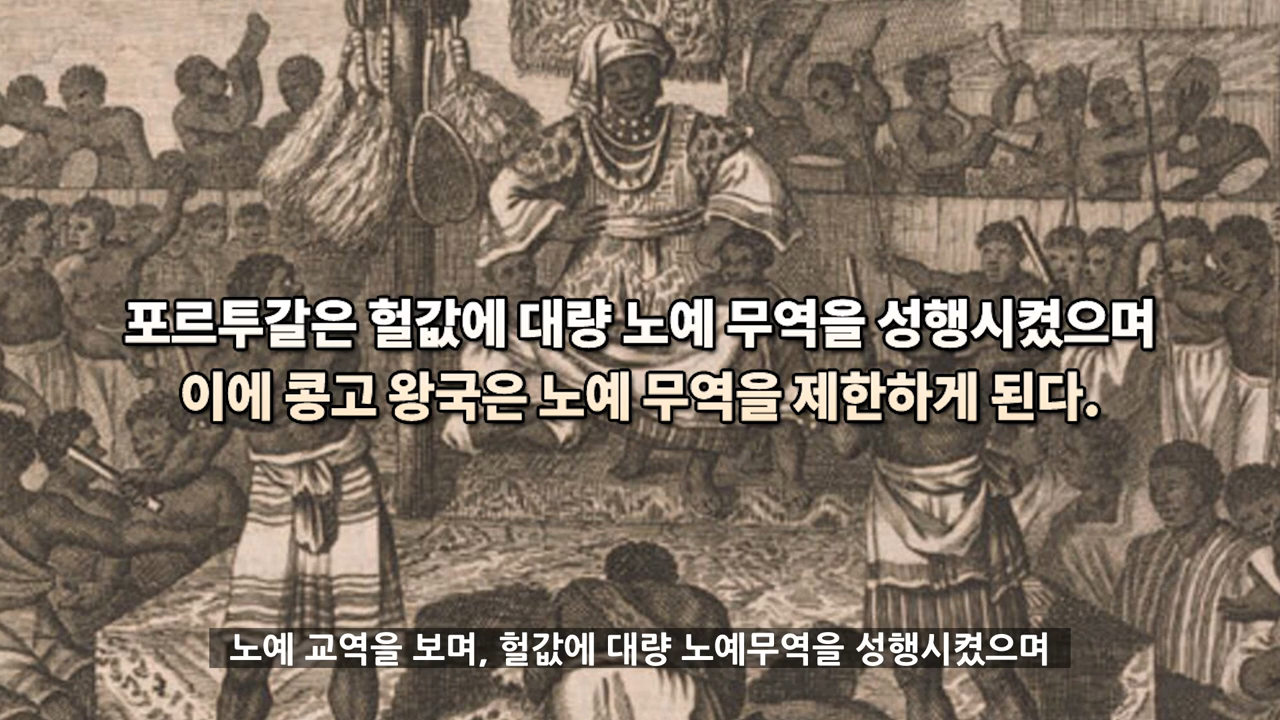 포르투갈은 헐값에 대량 노예 무역을 성행시켰으며
이에 콩고 왕국은 노예 무역을 제한하게 된다.
노예 교역을 보며, 헐값에 대량 노예무역을 성행시켰으며